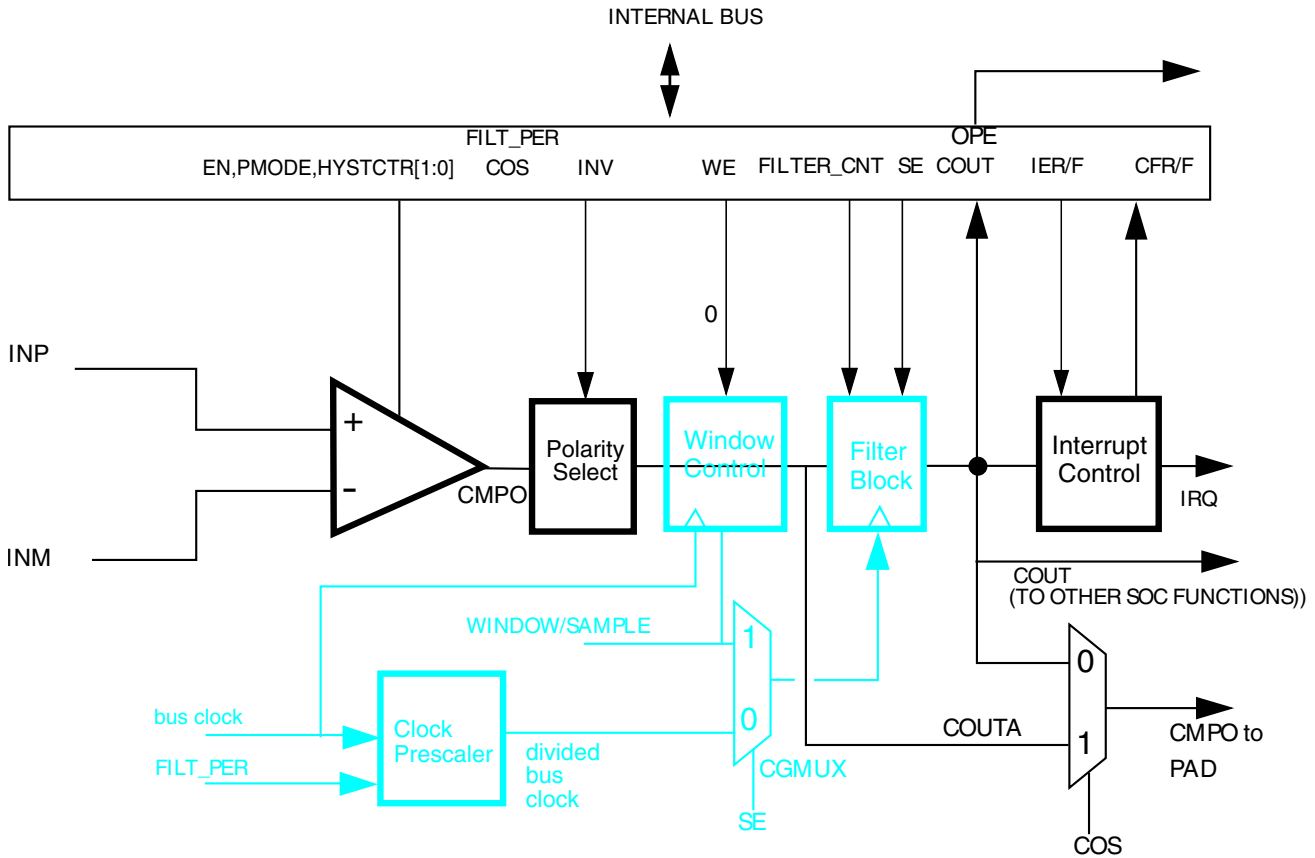 INTERNAL BUS
FILT_PER
OPE
EN,PMODE,HYSTCTR[1:0]
COS
INV
WE
FILTER_CNT
SE
COUT
IER/F
CFR/F
0
INP
+
-
INM
CMPO
Polarity
Select
Window
Control
Filter
Block
Interrupt
Control
IRQ
COUT
(TO OTHER SOC FUNCTIONS))
WINDOW/SAMPLE
1
0
bus clock
FILT_PER
Clock
Prescaler
divided
bus
clock
CGMUX
SE
COUTA
0
1
CMPO to
PAD
COS